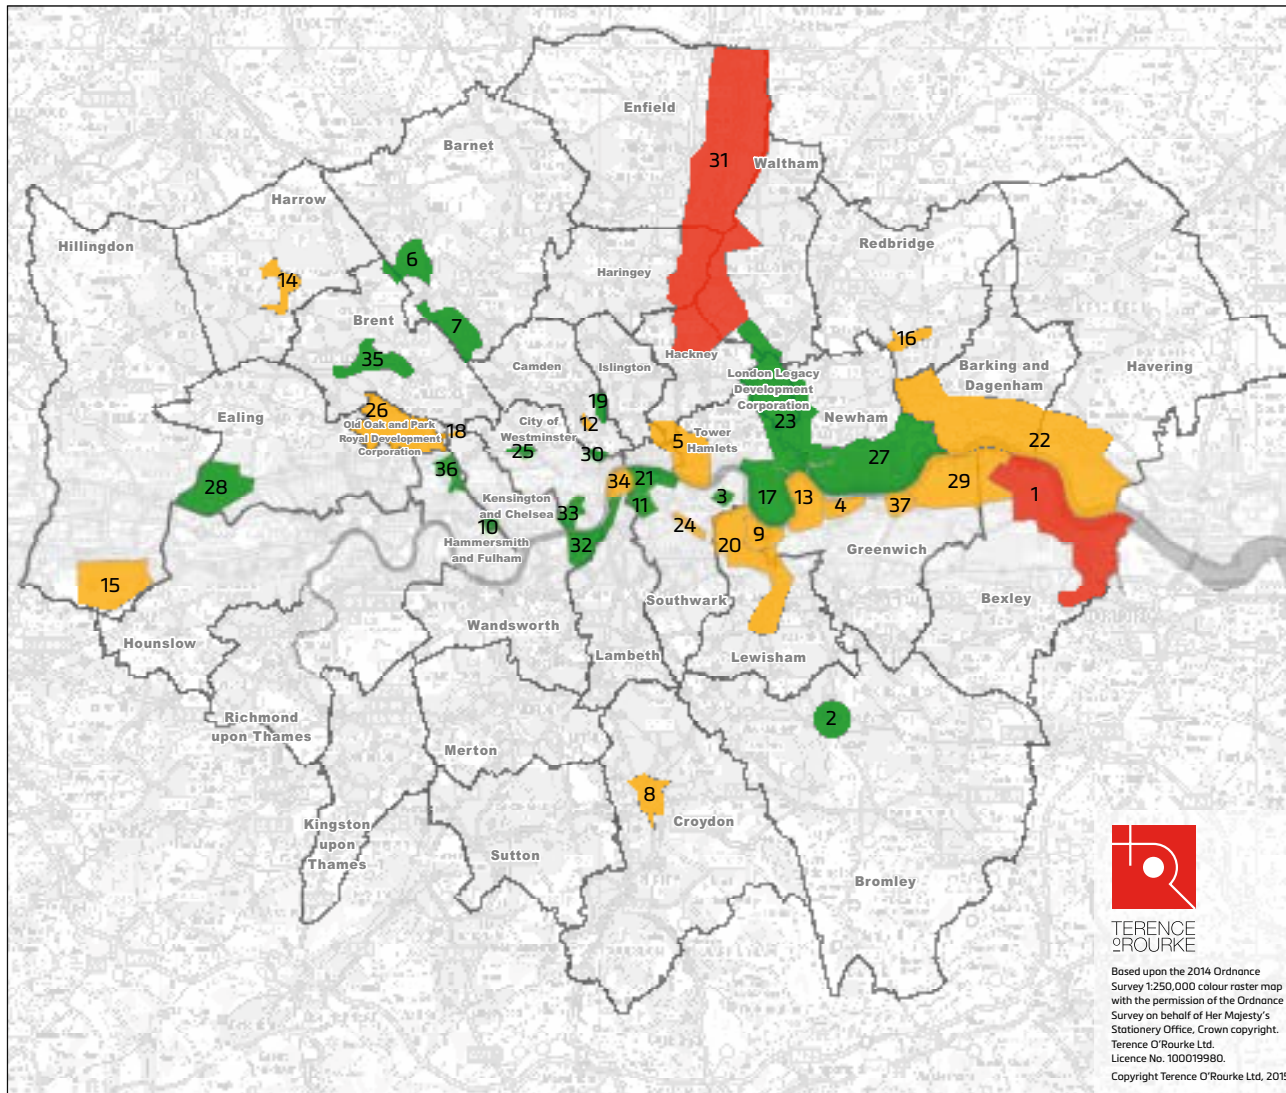 Enfield
Barnet
31
Waltham
Harrow
Hillingdon
Redbridge
6
Haringey
14
Brent
7
16
35
Hackney
Camden
Islington
Barking and
Dagenham
Havering
London Legacy
Development
Corporation
19
26
Ealing
Old Oak and Park
Royal Development
Corporation
18
City of
Westminster
12
23
Newham
Tower
Hamlets
5
22
25
30
27
36
28
34
21
29
1
Kensington
and Chelsea
33
11
3
17
13
4
37
10
Hammersmith
and Fulham
32
24
20
9
Greenwich
15
Southwark
Bexley
Hounslow
Wandsworth
Lambeth
Lewisham
Richmond
upon Thames
2
Merton
8
Croydon
Kingston
upon
Thames
Sutton
Bromley
TERENCE
O'ROURKE
Based upon the 2014 Ordnance
Survey 1:250,000 colour raster map
with the permission of the Ordnance
Survey on behalf of Her Majesty's
Stationery Office, Crown copyright.
Terence O'Rourke Ltd.
Licence No. 100019980.
Copyright Terence O'Rourke Ltd, 2015